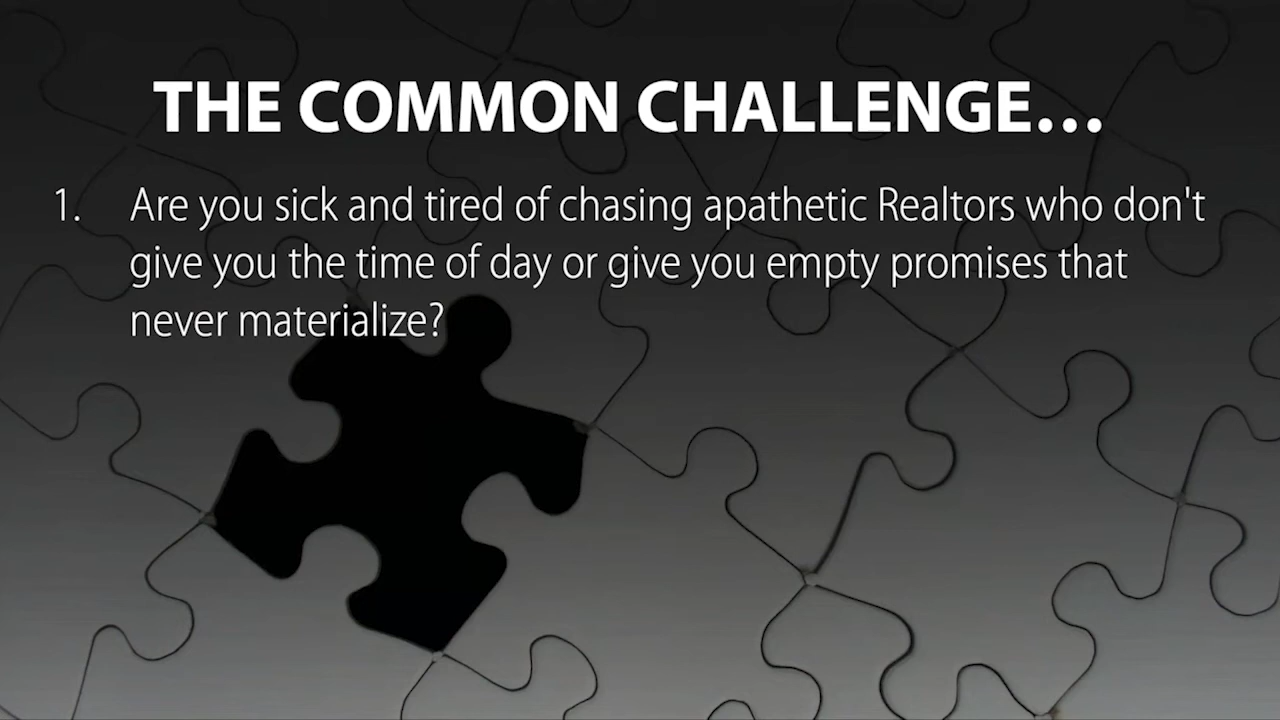 THE COMMON CHALLENGE…
1. Are you sick and tired of chasing apathetic Realtors who don't
give you the time of day or give you empty promises that
never materialize?